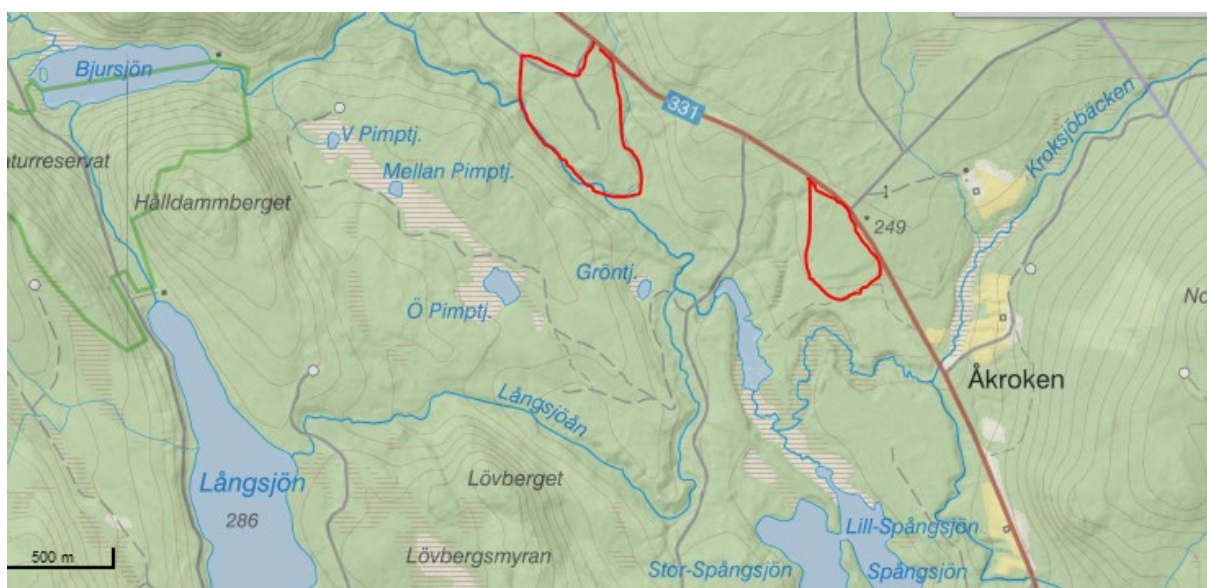 Bjursjön
331
Kroksjöbäcken
V Pimptj.
aturreservat
Mellan Pimptj.
Hålldammberget
249
Gröntj.
Ö Pimptj.
No
Åkroken
Långsjöån
Långsjön
286
Lövberget
Lill-Spångsjön
500 m
Lövbergsmyran
Stor-Spångsjön
Spångsjön